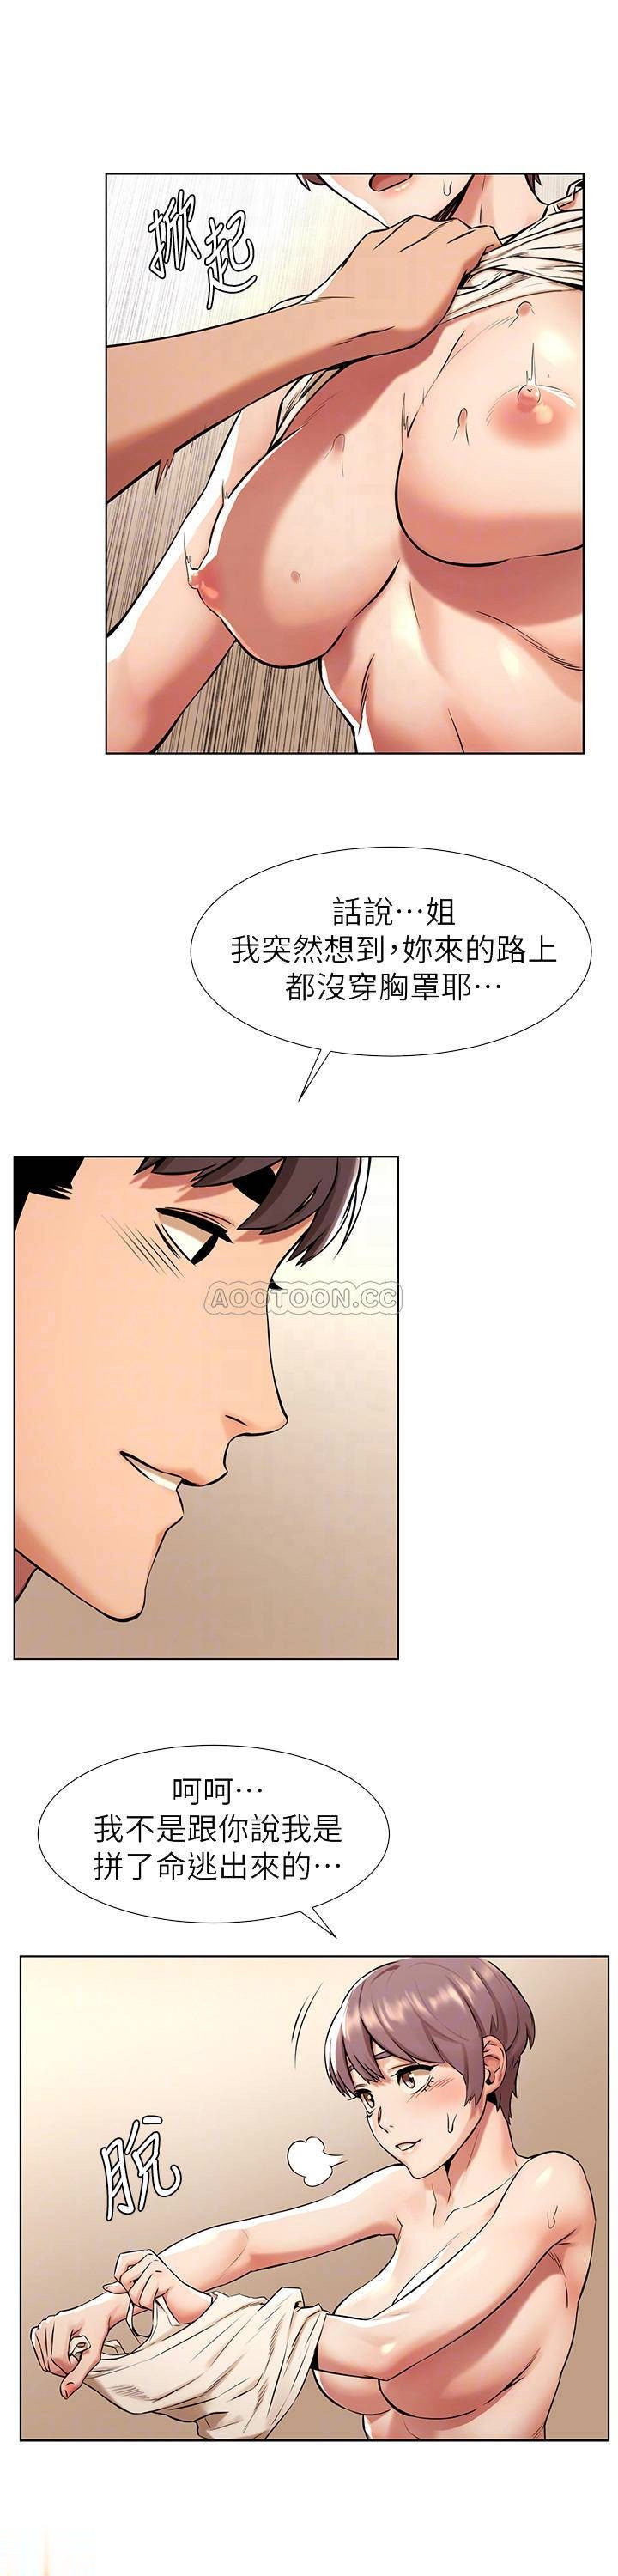 掀起
話說…姐
我突然想到,妳來的路上
都沒穿胸罩耶…
AOOTOON.CC
呵呵…
我不是跟你說我是
拼了命逃出來的…
脫